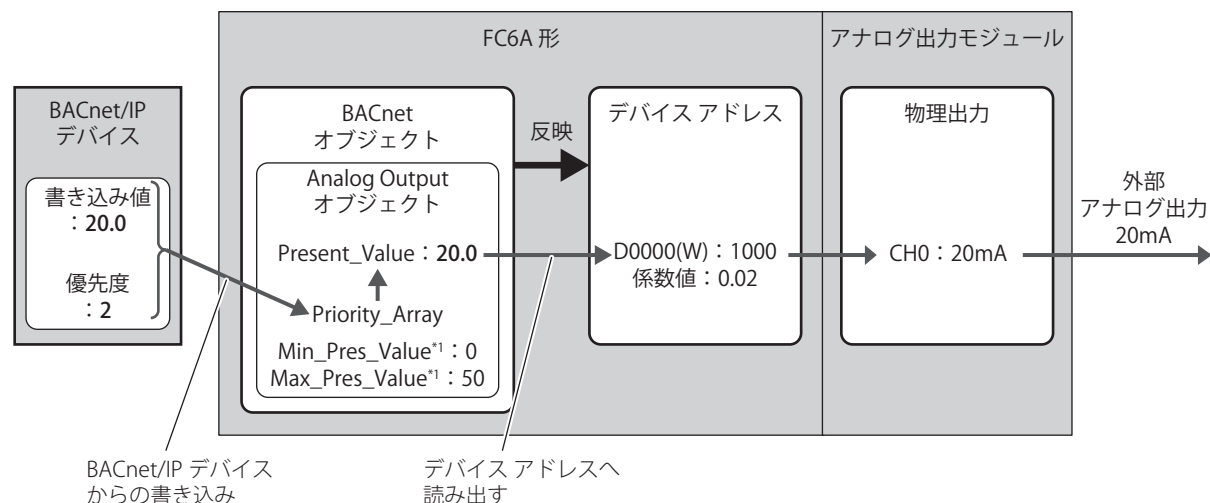 FC6A 形
アナログ出力モジュール
BACnet/IP
デバイス
書き込み値
：20.0
優先度
：2
BACnet
オブジェクト
Analog Output
オブジェクト
Present_Value：20.0
Priority_Array
Min_Pres_Value*1：0
Max_Pres_Value*1：50
反映
デバイス アドレス
D0000(W)：1000
係数値：0.02
物理出力
CH0：20mA
外部
アナログ出力
20mA
BACnet/IP デバイス
からの書き込み
デバイス アドレスへ
読み出す